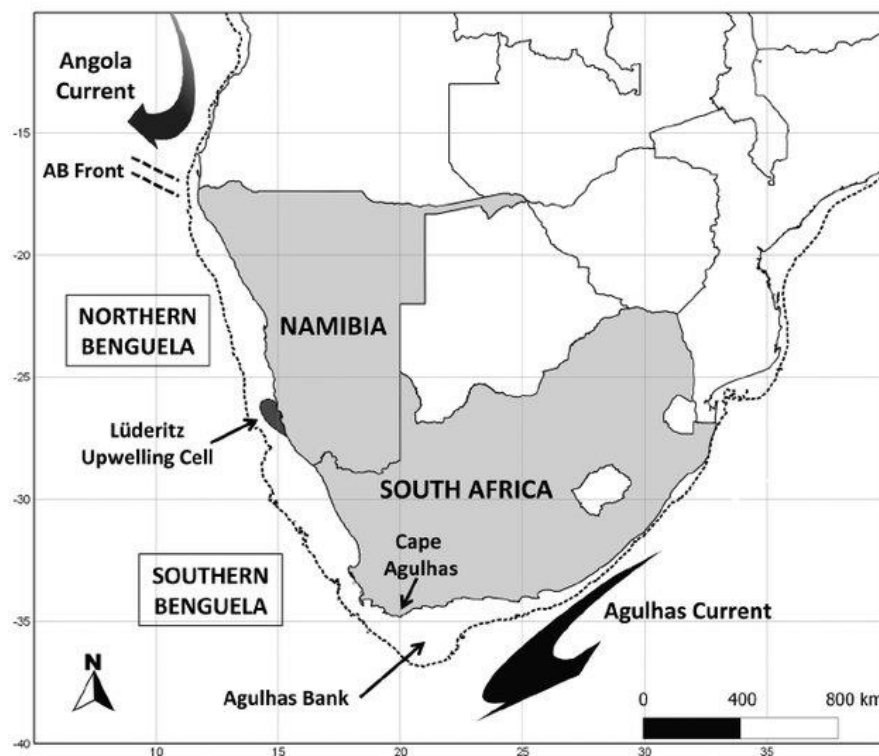 Angola
Current
-15
AB Front
-20
NORTHERN
BENGUELA
NAMIBIA
-25
Lüderitz
Upwelling Cell
SOUTH AFRICA
-30
Cape
Agulhas
SOUTHERN
BENGUELA
Agulhas Current
-35
N
Agulhas Bank
0 400 800 km
-40
10 15 20 25 30 35